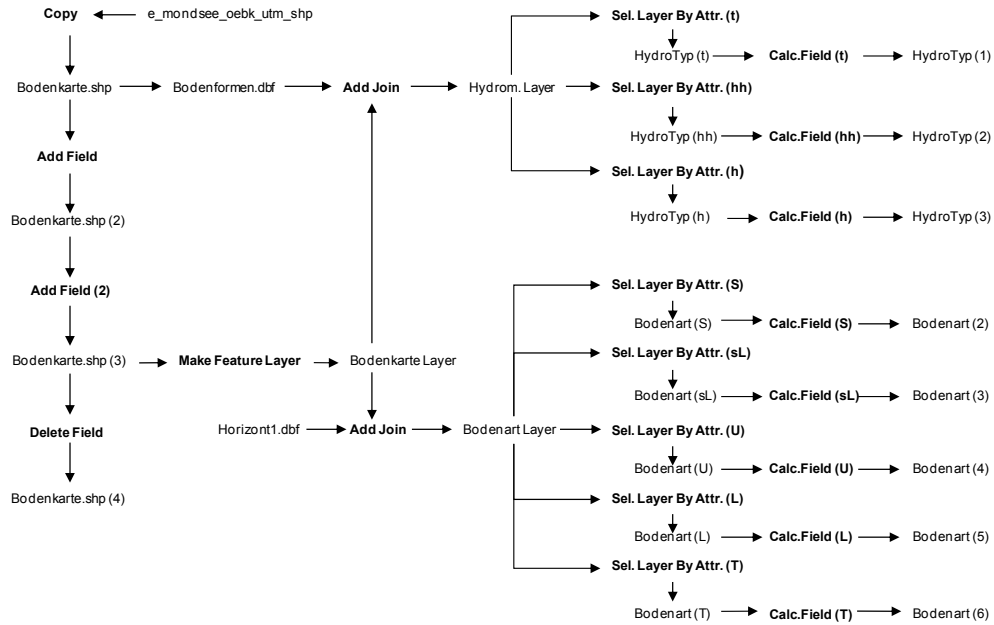 Copy
e_mondsee_oebk_utm_shp
Sel. Layer By Attr. (t)
HydroTyp (t)
Calc.Field (t)
HydroTyp (1)
Bodenkarte.shp
Bodenformen.dbf
Add Join
Hydrom. Layer
Sel. Layer By Attr. (hh)
HydroTyp (hh)
Calc.Field (hh)
HydroTyp (2)
Add Field
Sel. Layer By Attr. (h)
Bodenkarte.shp (2)
HydroTyp (h)
Calc.Field (h)
HydroTyp (3)
Add Field (2)
Sel. Layer By Attr. (S)
Bodenart (S)
Calc.Field (S)
Bodenart (2)
Bodenkarte.shp (3)
Make Feature Layer
Bodenkarte Layer
Sel. Layer By Attr. (sL)
Bodenart (sL)
Calc.Field (sL)
Bodenart (3)
Delete Field
Horizont1.dbf
Add Join
Bodenart Layer
Sel. Layer By Attr. (U)
Bodenart (U)
Calc.Field (U)
Bodenart (4)
Bodenkarte.shp (4)
Sel. Layer By Attr. (L)
Bodenart (L)
Calc.Field (L)
Bodenart (5)
Sel. Layer By Attr. (T)
Bodenart (T)
Calc.Field (T)
Bodenart (6)